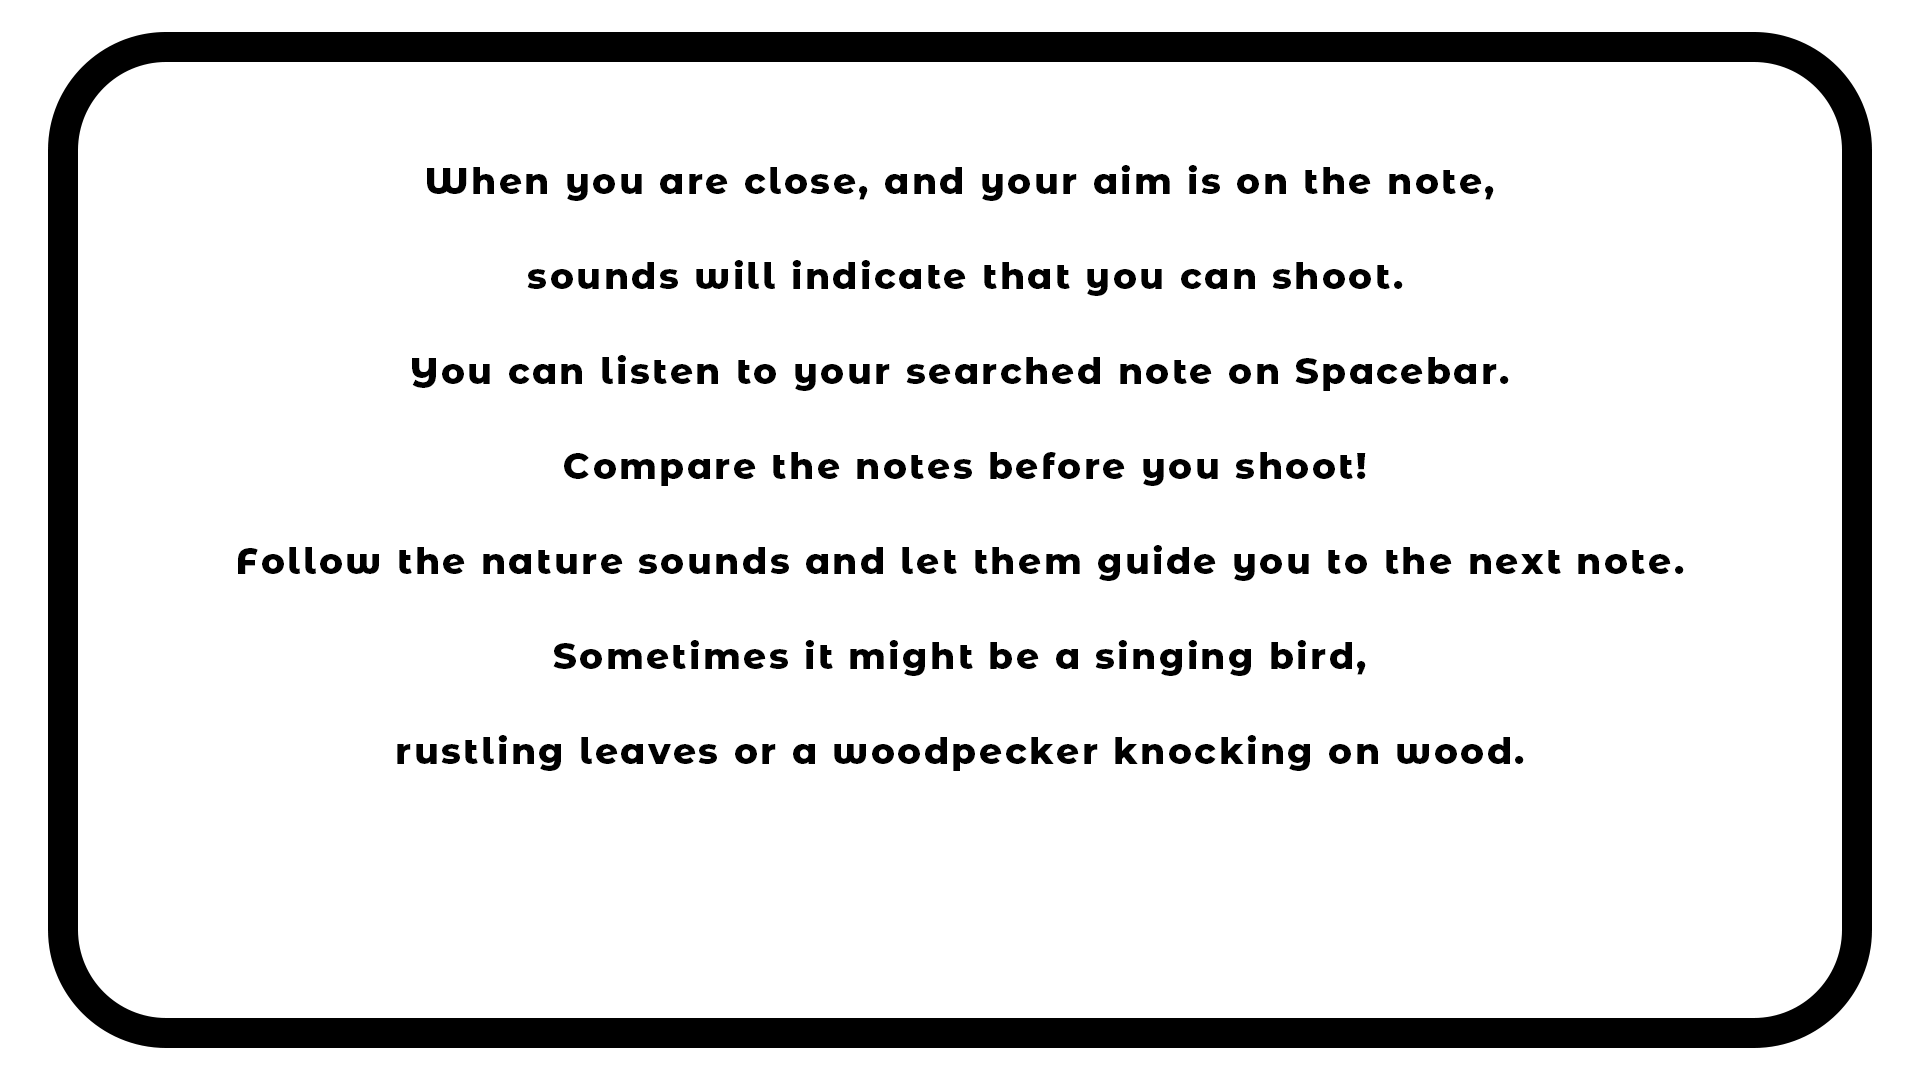 When you are close, and your aim is on the note,
sounds will indicate that you can shoot.
You can listen to your searched note on Spacebar.
Compare the notes before you shoot!
Follow the nature sounds and let them guide you to the next note.
Sometimes it might be a singing bird,
rustling leaves or a woodpecker knocking on wood.